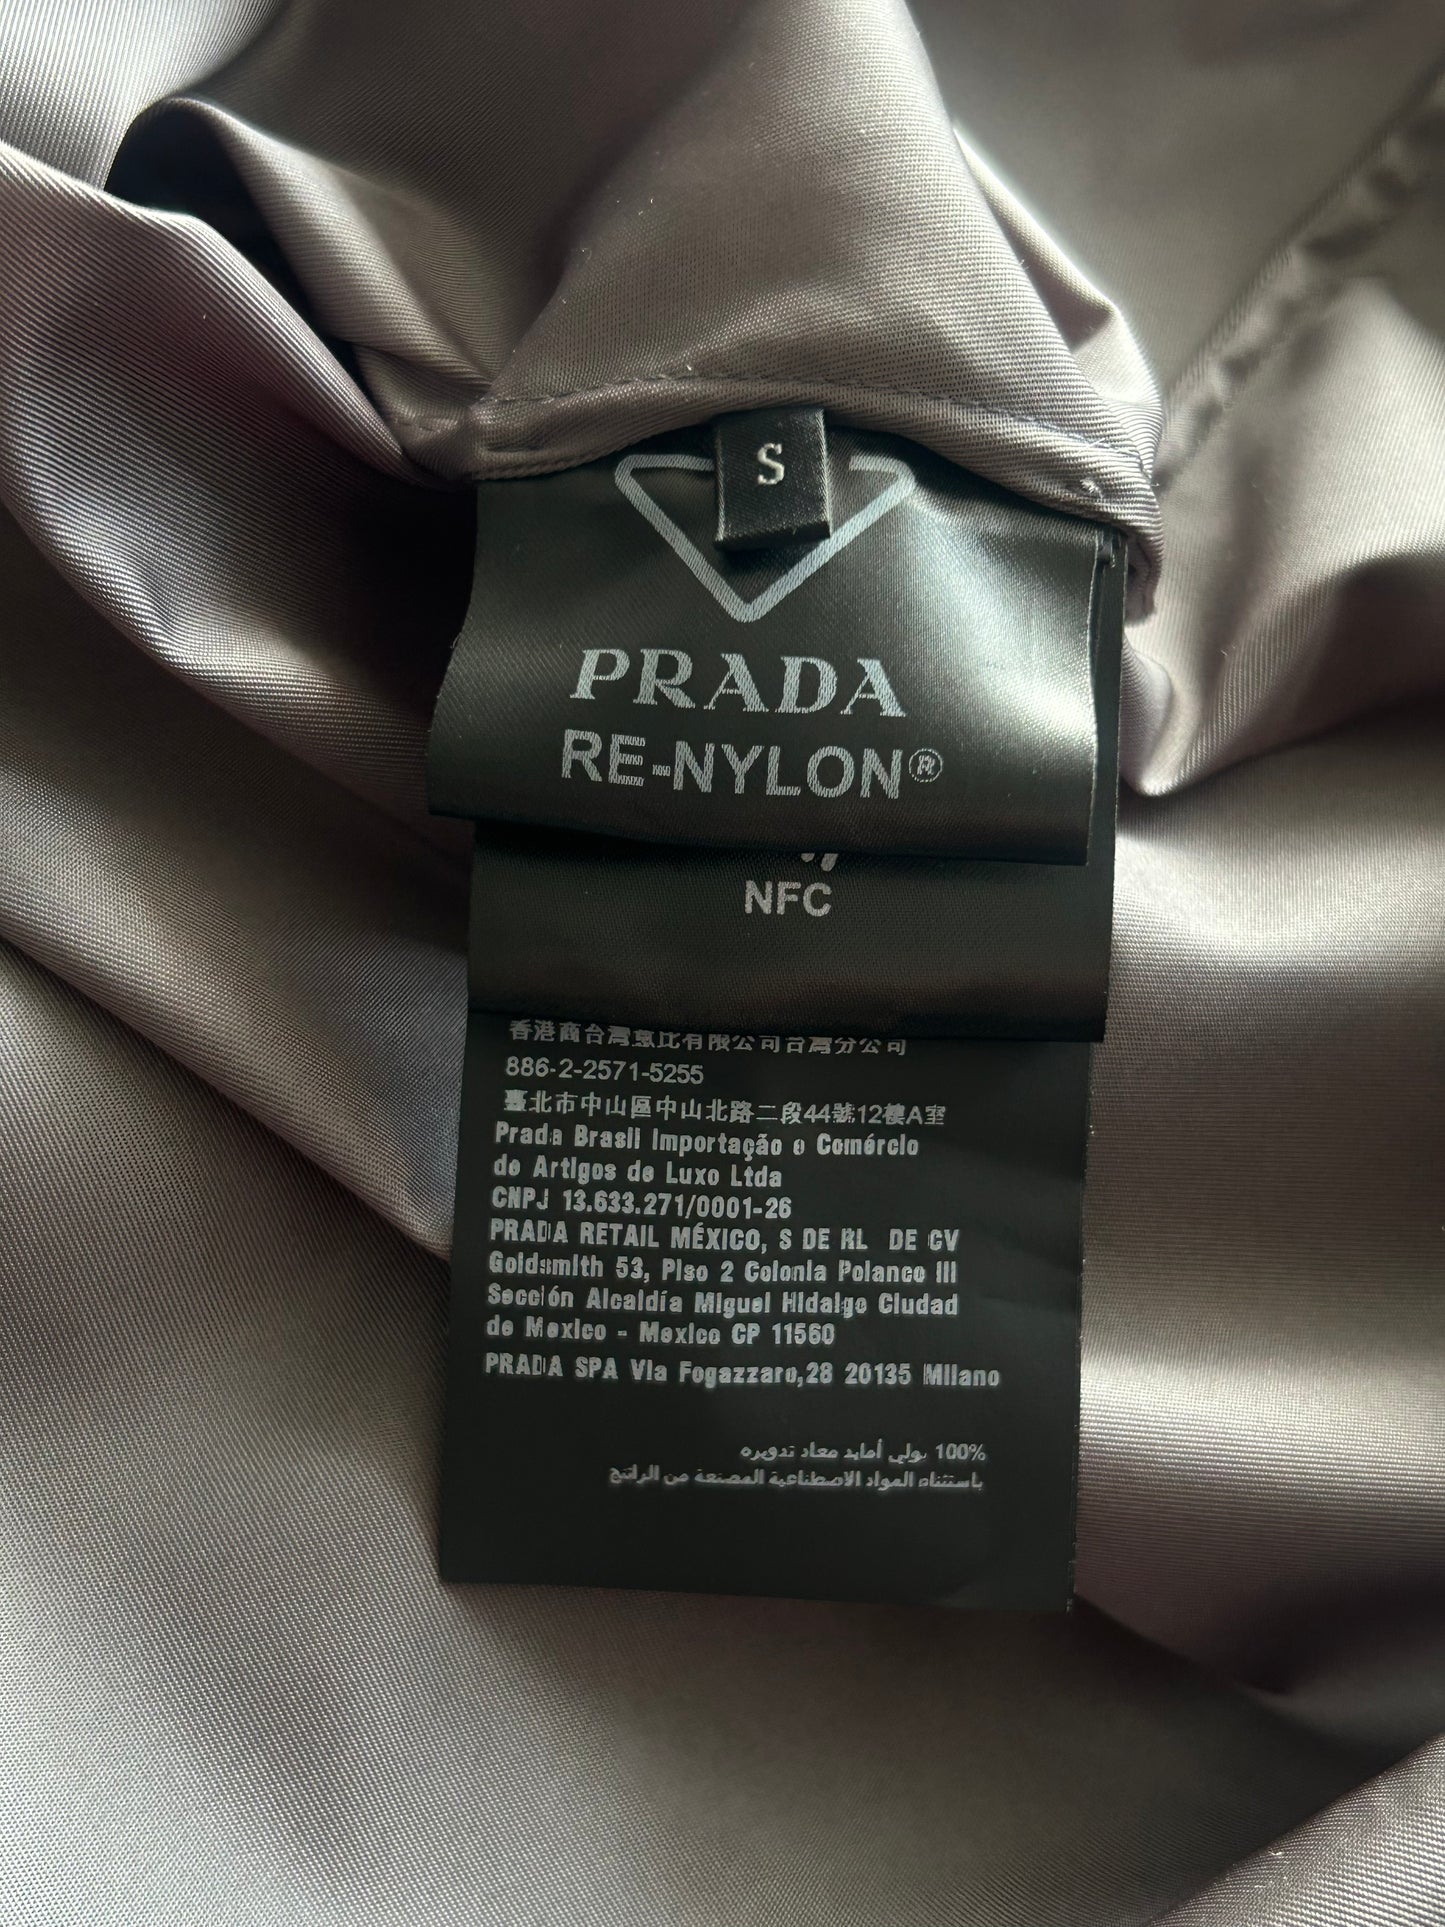 S
PRADA
RE-NYLON®
NFC
香港商台灣普比有限公司台灣分公司
886-2-2571-5255
臺北市中山區中山北路二段44號12樓A室
Prada Brasil Importação e Comércio
de Artigos de Luxo Ltda
CNPJ 13.633.271/0001-26
PRADA RETAIL MÉXICO, S DE RL DE CV
Goldsmith 53, Piso 2 Colonia Polanco III
Sección Alcaldía Miguel Hidalgo Ciudad
de Mexico - Mexico CP 11560
PRADA SPA Via Fogazzaro,28 20135 Milano
100% بولي أمايد معاد تدويره
باستثناء المواد الاصطناعية المصنعة من الراتنج